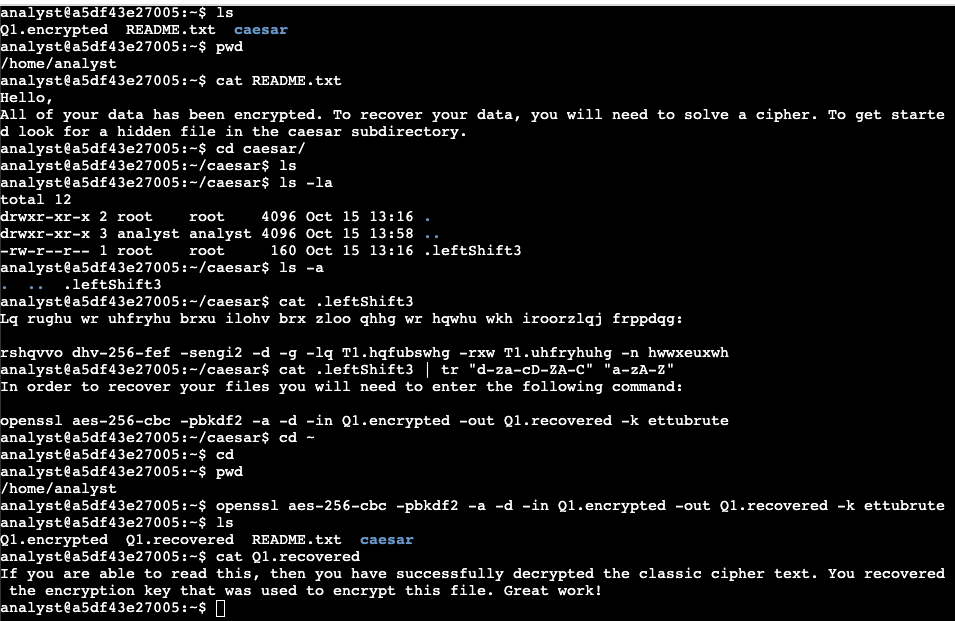 analyst@a5df43e27005:~$ ls
Q1.encrypted  README.txt  caesar
analyst@a5df43e27005:~$ pwd
/home/analyst
analyst@a5df43e27005:~$ cat README.txt
Hello,
All of your data has been encrypted. To recover your data, you will need to solve a cipher. To get starte
d look for a hidden file in the caesar subdirectory.
analyst@a5df43e27005:~$ cd caesar/
analyst@a5df43e27005:~/caesar$ ls
analyst@a5df43e27005:~/caesar$ ls -la
total 12
drwxr-xr-x 2 root    root    4096 Oct 15 13:16 .
drwxr-xr-x 3 analyst analyst 4096 Oct 15 13:58 ..
-rw-r--r-- 1 root    root     160 Oct 15 13:16 .leftShift3
analyst@a5df43e27005:~/caesar$ ls -a
.  ..  .leftShift3
analyst@a5df43e27005:~/caesar$ cat .leftShift3
Lq rughu wr uhfryhu brxu ilohv brx zloo qhhg wr hqwhu wkh iroorzlqj frppdqg:

rshqvvo dhv-256-fef -sengi2 -d -g -lq T1.hqfubswhg -rxw T1.uhfryhuhg -n hwwxeuxwh
analyst@a5df43e27005:~/caesar$ cat .leftShift3 | tr "d-za-cD-ZA-C" "a-zA-Z"
In order to recover your files you will need to enter the following command:

openssl aes-256-cbc -pbkdf2 -a -d -in Q1.encrypted -out Q1.recovered -k ettubrute
analyst@a5df43e27005:~/caesar$ cd ~
analyst@a5df43e27005:~$ cd
analyst@a5df43e27005:~$ pwd
/home/analyst
analyst@a5df43e27005:~$ openssl aes-256-cbc -pbkdf2 -a -d -in Q1.encrypted -out Q1.recovered -k ettubrute
analyst@a5df43e27005:~$ ls
Q1.encrypted  Q1.recovered  README.txt  caesar
analyst@a5df43e27005:~$ cat Q1.recovered
If you are able to read this, then you have successfully decrypted the classic cipher text. You recovered
 the encryption key that was used to encrypt this file. Great work!
analyst@a5df43e27005:~$